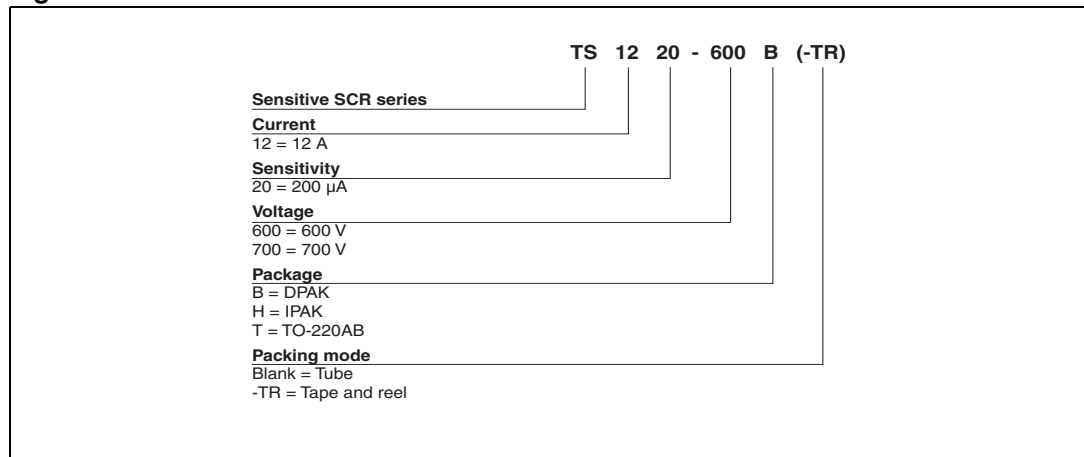 TS 12 20 - 600 B (-TR)
Sensitive SCR series
Current
12 = 12 A
Sensitivity
20 = 200 µA
Voltage
600 = 600 V
700 = 700 V
Package
B = DPAK
H = IPAK
T = TO-220AB
Packing mode
Blank = Tube
-TR = Tape and reel